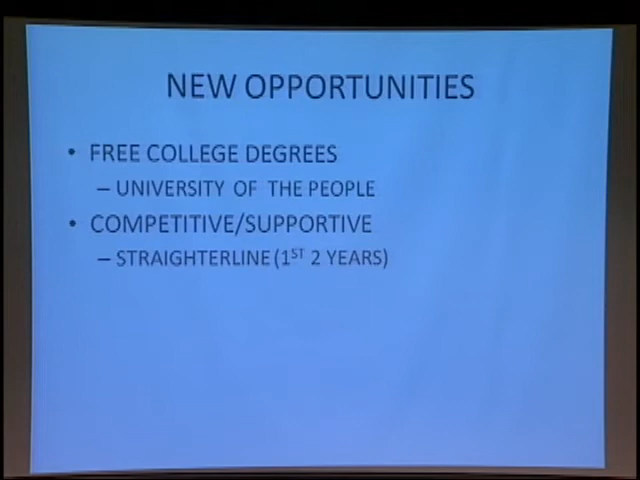 NEW OPPORTUNITIES
• FREE COLLEGE DEGREES
– UNIVERSITY OF THE PEOPLE
• COMPETITIVE/SUPPORTIVE
– STRAIGHTERLINE (1ST 2 YEARS)